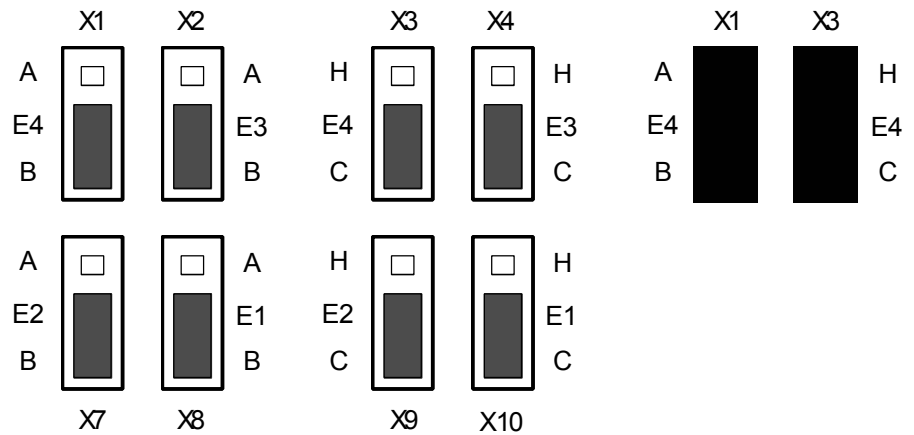 X1 X2 X3 X4 X1 X3
A A H H A H
E4 E3 E4 E3 E4 E4
B B C C B C
A A H H
E2 E1 E2 E1
B B C C
X7 X8 X9 X10